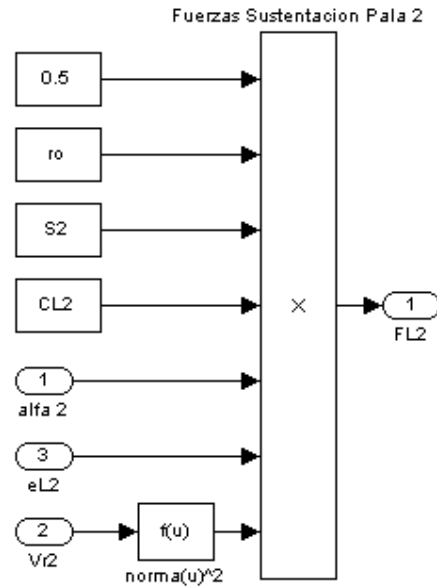 Fuerzas Sustentacion Pala 2
0.5
ro
S2
CL2
×
1
FL2
1
alfa 2
3
eL2
2
Vr2
f(u)
norma(u)^2